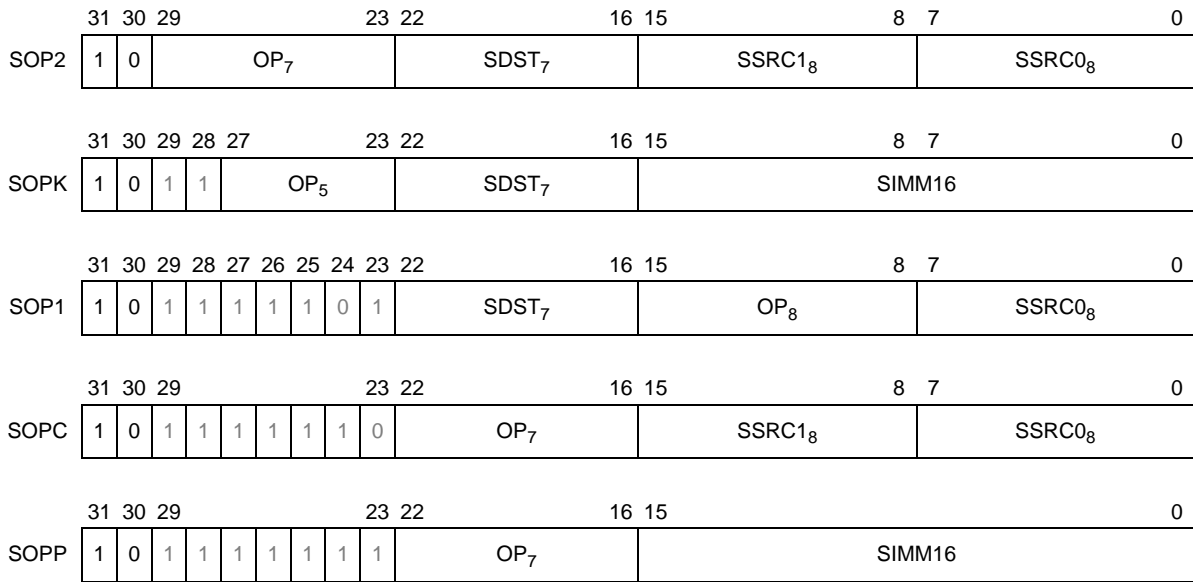 31 30 29 23 22 16 15 8 7 0
SOP2 1 0 OP7 SDST7 SSRC18 SSRC08
31 30 29 28 27 23 22 16 15 8 7 0
SOPK 1 0 1 1 OP5 SDST7 SIMM16
31 30 29 28 27 26 25 24 23 22 16 15 8 7 0
SOP1 1 0 1 1 1 1 1 0 1 SDST7 OP8 SSRC08
31 30 29 23 22 16 15 8 7 0
SOPC 1 0 1 1 1 1 1 1 0 OP7 SSRC18 SSRC08
31 30 29 23 22 16 15 0
SOPP 1 0 1 1 1 1 1 1 1 OP7 SIMM16